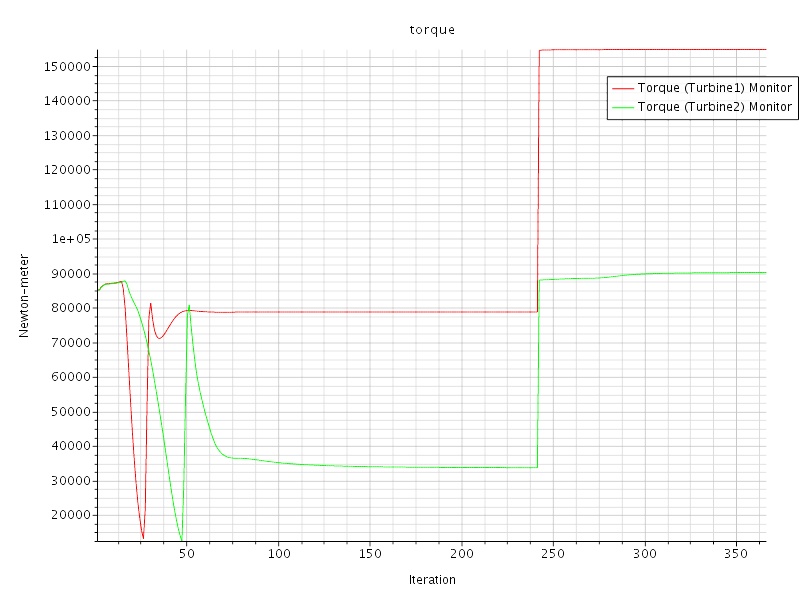 torque
150000
140000
130000
120000
110000
1e+05
90000
80000
70000
60000
50000
40000
30000
20000
Newton-meter
Torque (Turbine1) Monitor
Torque (Turbine2) Monitor
50 100 150 200 250 300 350
Iteration